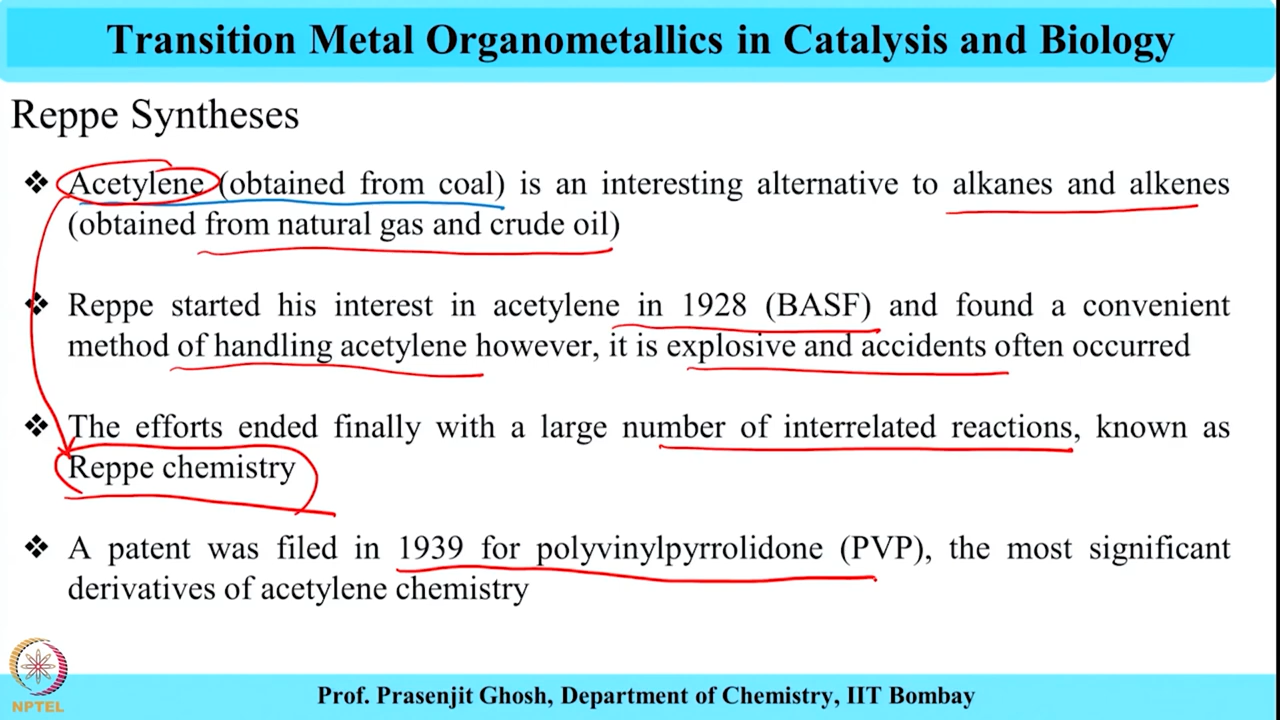 Transition Metal Organometallics in Catalysis and Biology
Reppe Syntheses
❖ Acetylene (obtained from coal) is an interesting alternative to alkanes and alkenes
(obtained from natural gas and crude oil)
❖ Reppe started his interest in acetylene in 1928 (BASF) and found a convenient
method of handling acetylene however, it is explosive and accidents often occurred
❖ The efforts ended finally with a large number of interrelated reactions, known as
Reppe chemistry
❖ A patent was filed in 1939 for polyvinylpyrrolidone (PVP), the most significant
derivatives of acetylene chemistry
NPTEL
Prof. Prasenjit Ghosh, Department of Chemistry, IIT Bombay